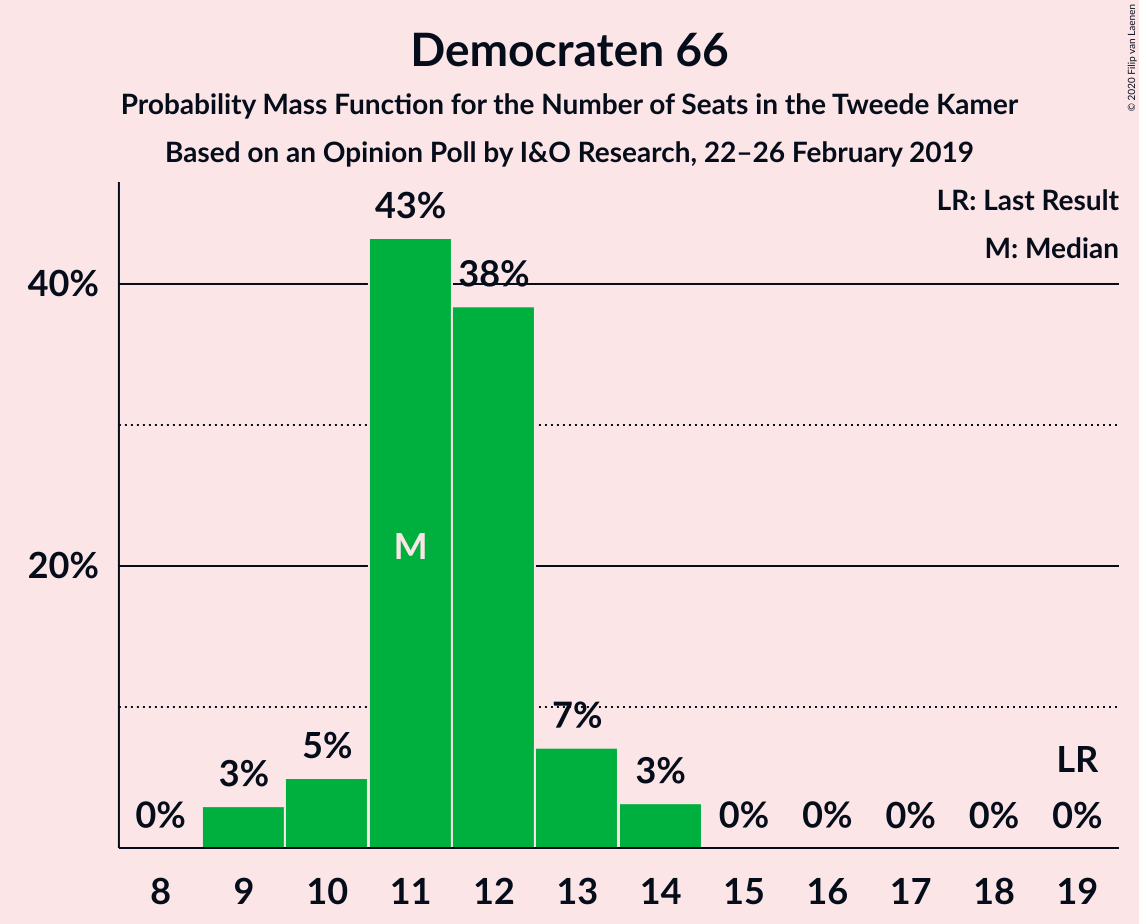 Democraten 66
Probability Mass Function for the Number of Seats in the Tweede Kamer
Based on an Opinion Poll by I&O Research, 22–26 February 2019
© 2020 Filip van Laenen
LR: Last Result
M: Median
43%
38%
40%
M
20%
7%
5%
3%
3%
LR
0%
0%
0%
0%
0%
0%
8 9 10 11 12 13 14 15 16 17 18 19